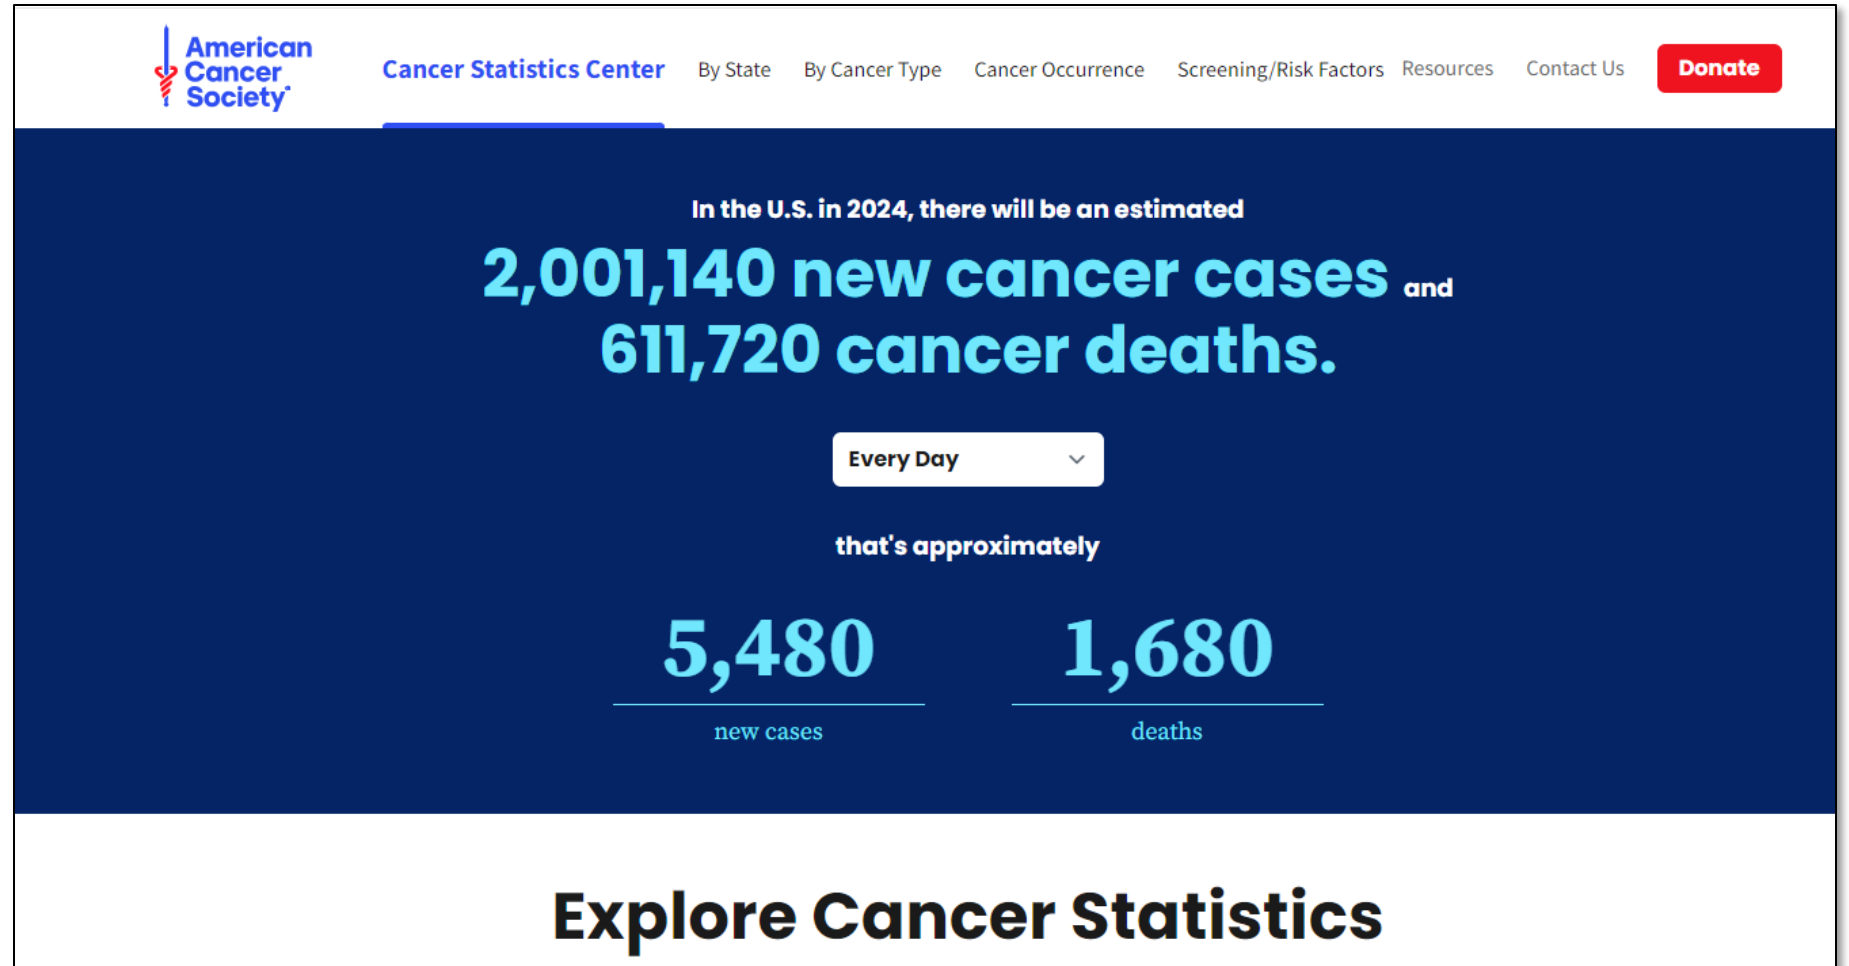 American
Cancer
Society
Cancer Statistics Center By State By Cancer Type Cancer Occurrence Screening/Risk Factors Resources Contact Us Donate
In the U.S. in 2024, there will be an estimated
2,001,140 new cancer cases and
611,720 cancer deaths.
Every Day
that's approximately
5,480 1,680
new cases deaths
Explore Cancer Statistics